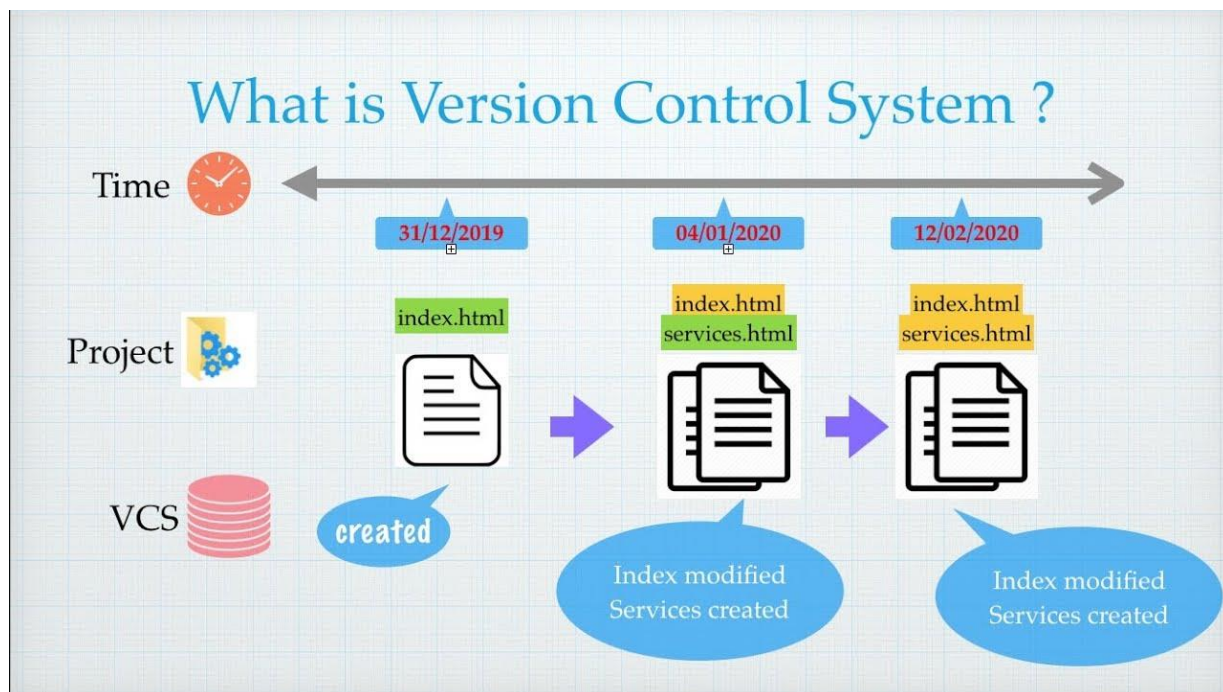 What is Version Control System ?
Time
31/12/2019
04/01/2020
12/02/2020
Project
index.html
index.html
services.html
index.html
services.html
VCS
created
Index modified
Services created
Index modified
Services created